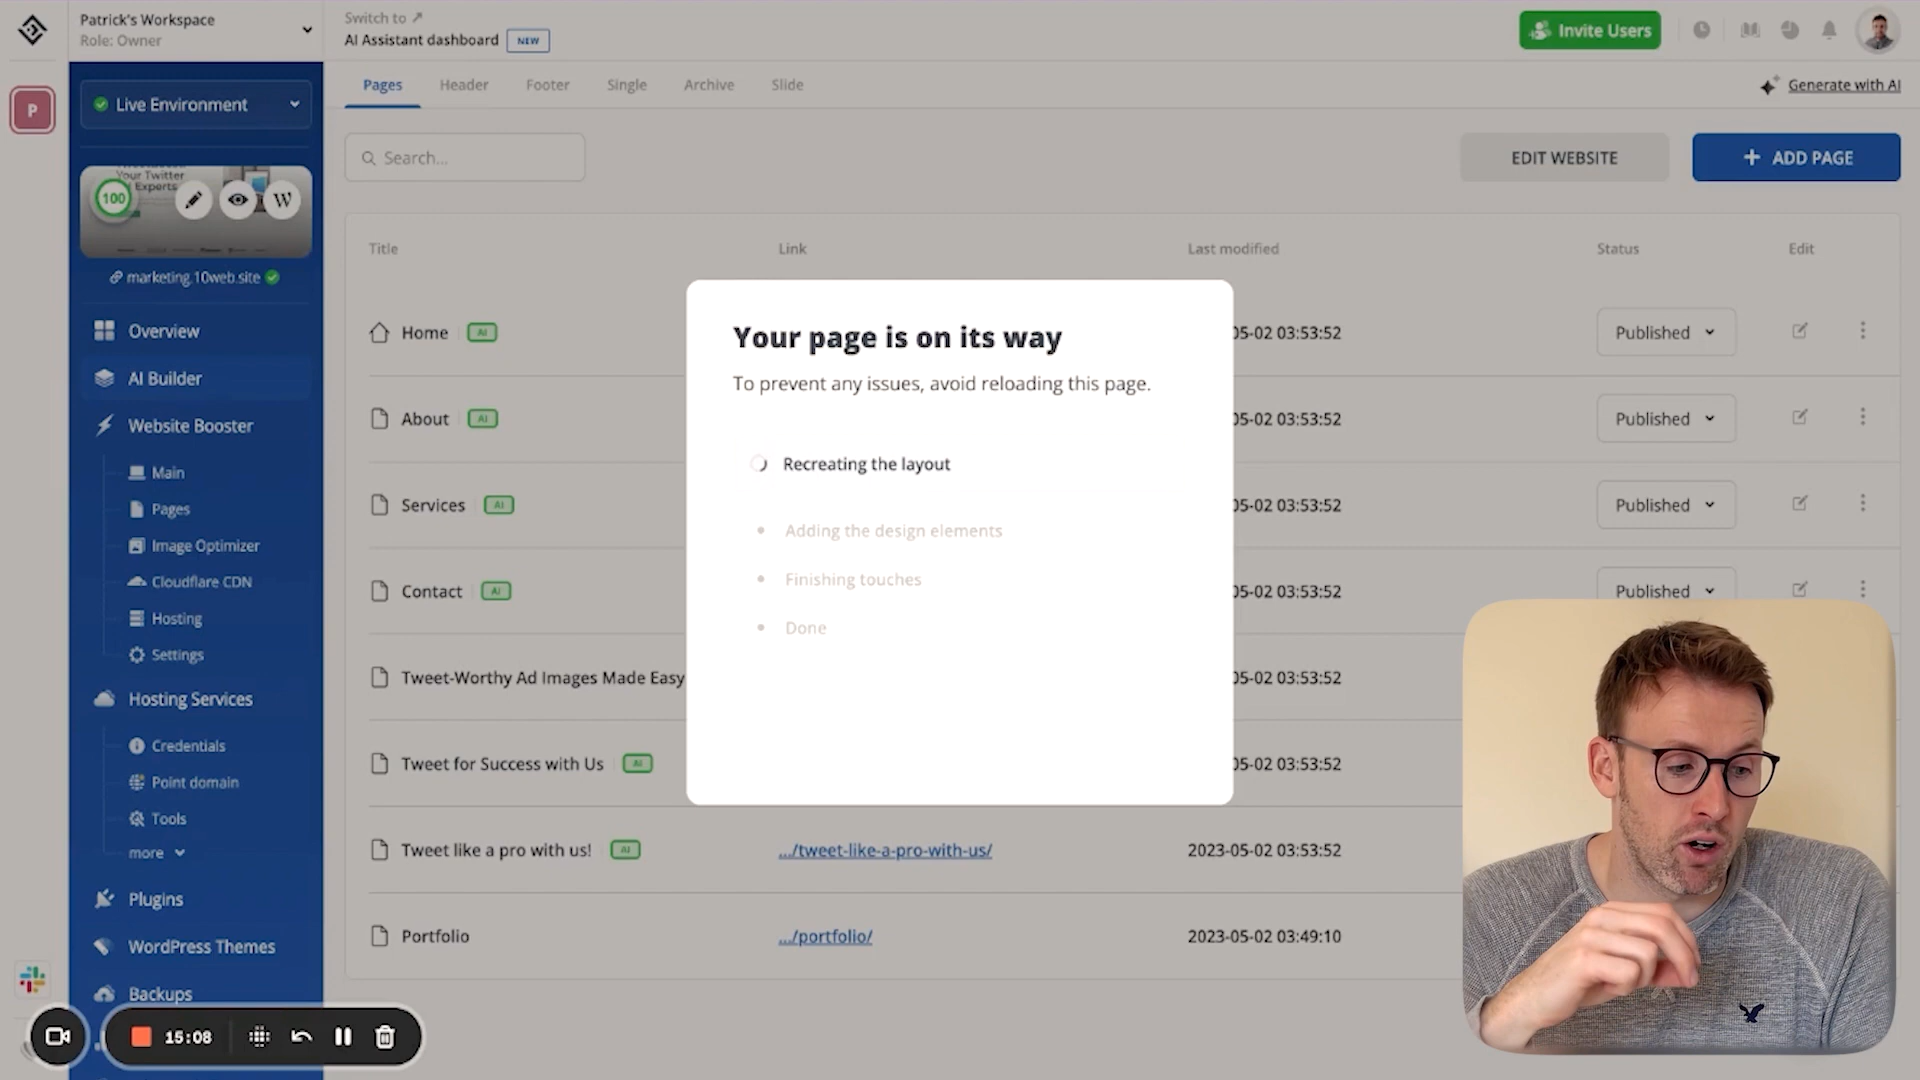 Patrick's Workspace
Role: Owner
Switch to
AI Assistant dashboard NEW
Invite Users
P
Live Environment
Pages
Header
Footer
Single
Archive
Slide
Generate with AI
Search...
EDIT WEBSITE
+ ADD PAGE
Your Twitter
Experts
100
W
marketing.10web.site
Overview
AI Builder
Website Booster
Main
Pages
Image Optimizer
Cloudflare CDN
Hosting
Settings
Hosting Services
Credentials
Point domain
Tools
more
Plugins
WordPress Themes
Backups
Title
Link
Last modified
Status
Edit
Home AI
05-02 03:53:52
Published
About AI
05-02 03:53:52
Published
Services AI
05-02 03:53:52
Published
Contact AI
05-02 03:53:52
Published
Tweet-Worthy Ad Images Made Easy
05-02 03:53:52
Tweet for Success with Us AI
05-02 03:53:52
Tweet like a pro with us! AI
.../tweet-like-a-pro-with-us/
2023-05-02 03:53:52
Portfolio
.../portfolio/
2023-05-02 03:49:10
Your page is on its way
To prevent any issues, avoid reloading this page.
Recreating the layout
Adding the design elements
Finishing touches
Done
15:08